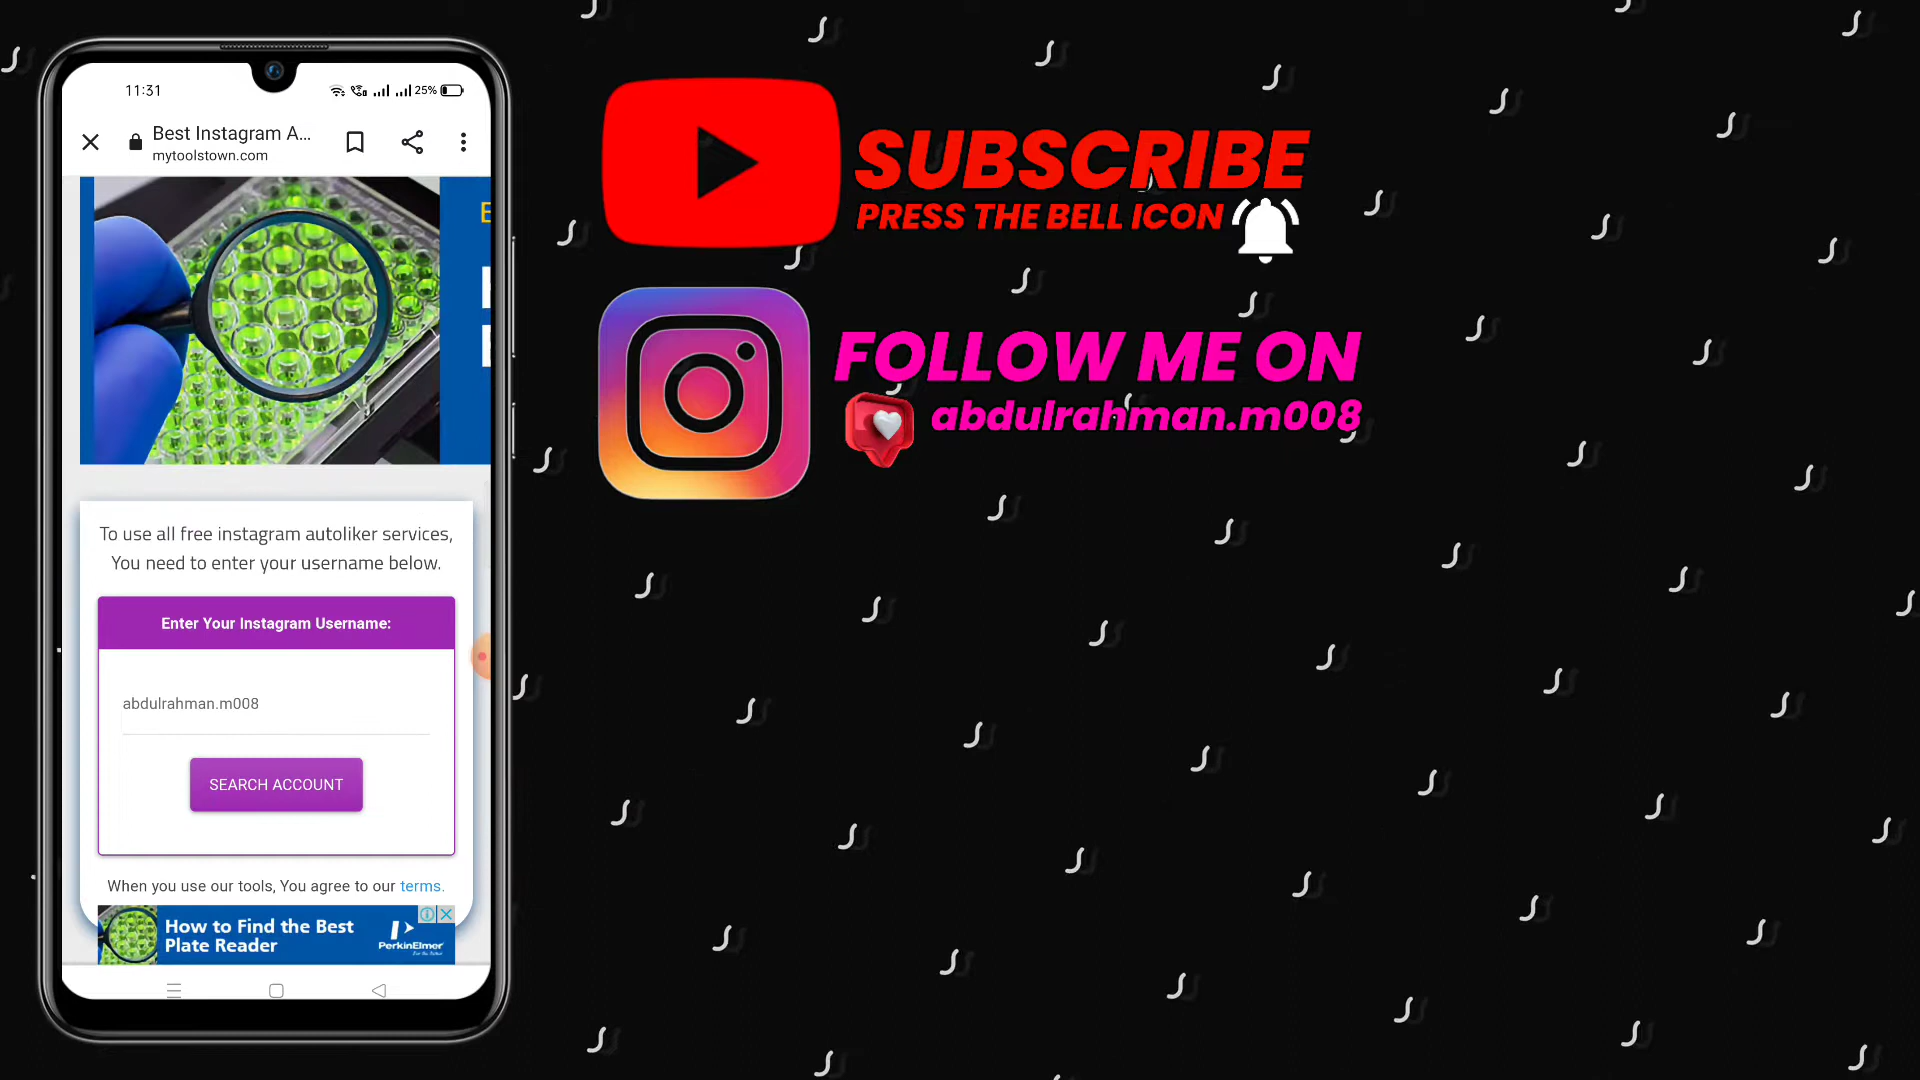 11:31
25%
Best Instagram A...
mytoolstown.com
To use all free instagram autoliker services,
You need to enter your username below.
Enter Your Instagram Username:
abdulrahman.m008
SEARCH ACCOUNT
When you use our tools, You agree to our terms.
How to Find the Best
Plate Reader
PerkinElmer
SUBSCRIBE
PRESS THE BELL ICON
FOLLOW ME ON
abdulrahman.m008